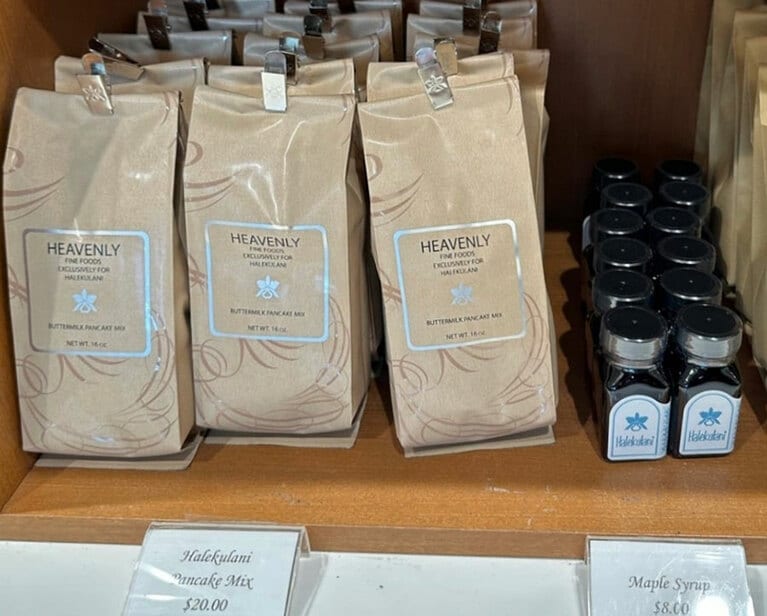 HEAVENLY
FINE FOODS
EXCLUSIVELY FOR
HALEKULANI
BUTTERMILK PANCAKE MIX
NET WT. 16 oz.
HEAVENLY
FINE FOODS
EXCLUSIVELY FOR
HALEKULANI
BUTTERMILK PANCAKE MIX
NET WT. 16 oz.
HEAVENLY
FINE FOODS
EXCLUSIVELY FOR
HALEKULANI
BUTTERMILK PANCAKE MIX
NET WT. 16 oz.
Halekulani
Halekulani
Halekulani
Pancake Mix
$20.00
Maple Syrup
$8.00